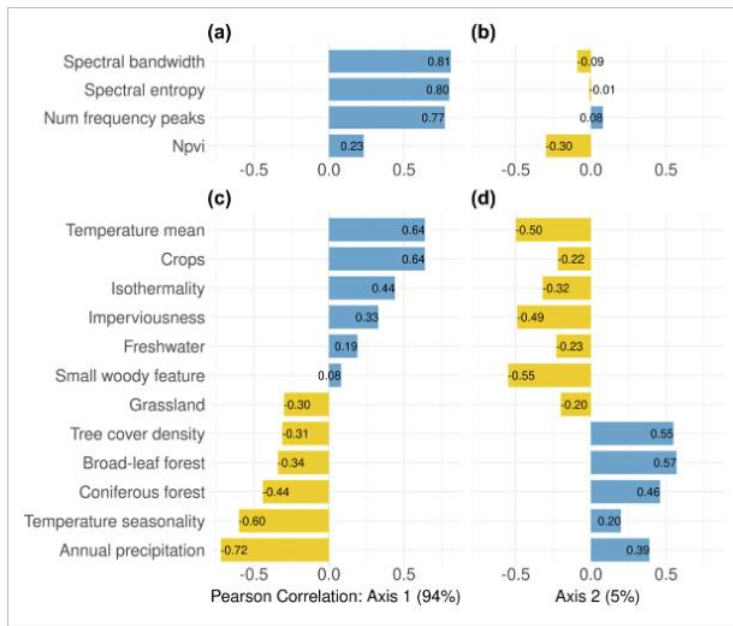 (a) (b)
Spectral bandwidth 0.81 -0.09
Spectral entropy 0.80 -0.01
Num frequency peaks 0.77 0.08
Npvi 0.23 -0.30
-0.5 0.0 0.5 -0.5 0.0 0.5
(c) (d)
Temperature mean 0.64 -0.50
Crops 0.64 -0.22
Isothermality 0.44 -0.32
Imperviousness 0.33 -0.49
Freshwater 0.19 -0.23
Small woody feature 0.08 -0.55
Grassland -0.30 -0.20
Tree cover density -0.31 0.55
Broad-leaf forest -0.34 0.57
Coniferous forest -0.44 0.46
Temperature seasonality -0.60 0.20
Annual precipitation -0.72 0.39
-0.5 0.0 0.5 -0.5 0.0 0.5
Pearson Correlation: Axis 1 (94%) Axis 2 (5%)